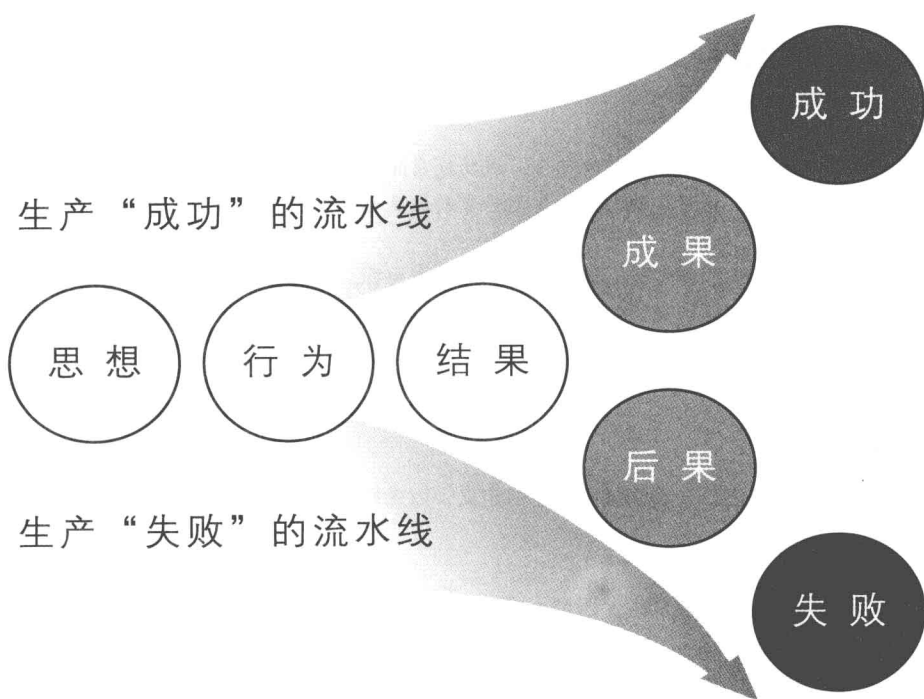 成功
生产“成功”的流水线
成果
思想
行为
结果
后果
生产“失败”的流水线
失败